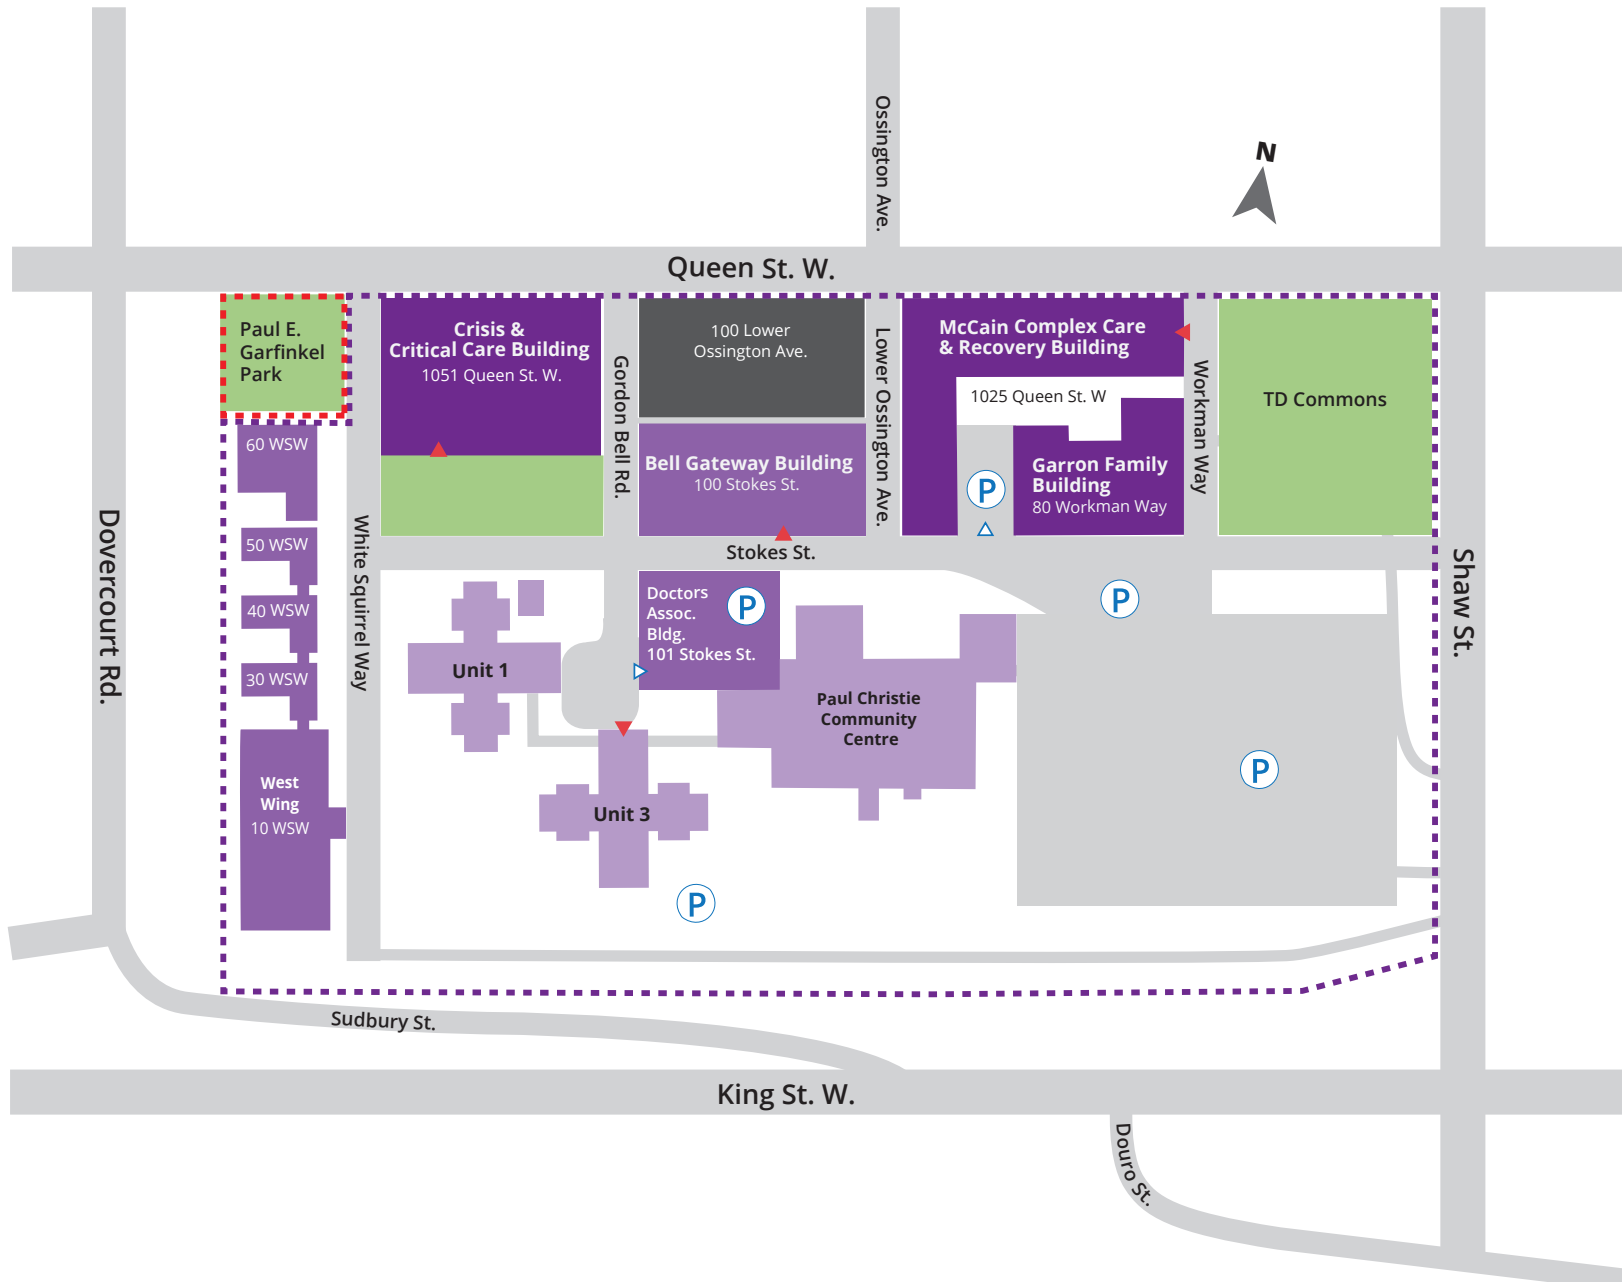 Ossington Ave.
N
Queen St. W.
Paul E.
Garfinkel
Park
Crisis &
Critical Care Building
1051 Queen St. W.
Gordon Bell Rd.
100 Lower
Ossington Ave.
Lower Ossington Ave.
McCain Complex Care
& Recovery Building
1025 Queen St. W
Workman Way
TD Commons
60 WSW
Bell Gateway Building
100 Stokes St.
P
Garron Family
Building
80 Workman Way
Dovercourt Rd.
50 WSW
White Squirrel Way
Stokes St.
Shaw St.
40 WSW
Doctors
Assoc.
Bldg.
101 Stokes St.
P
P
30 WSW
Unit 1
Paul Christie
Community
Centre
West
Wing
10 WSW
Unit 3
P
P
Sudbury St.
King St. W.
Douro St.